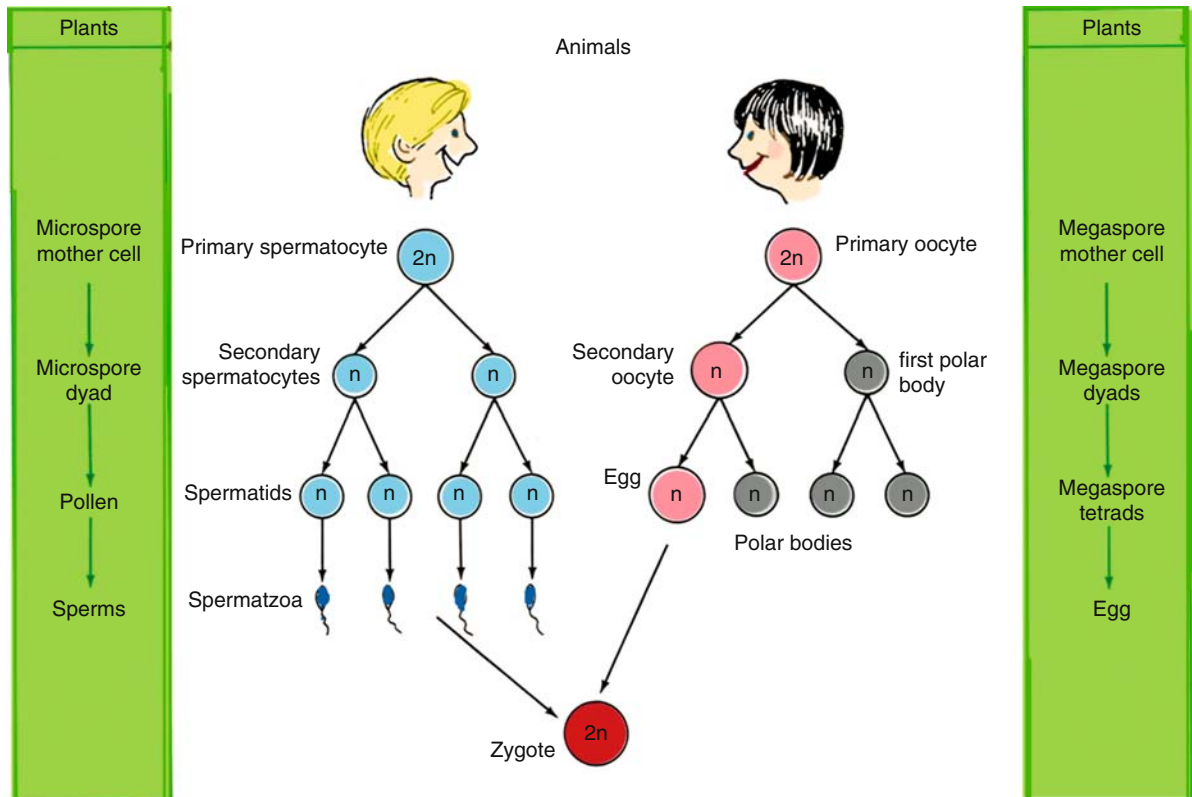 Plants
Animals
Plants
Microspore
mother cell
Microspore
dyad
Pollen
Sperms
Primary spermatocyte
2n
Secondary
spermatocytes
n
n
Spermatids
n
n
n
n
Spermatzoa
Primary oocyte
2n
Secondary
oocyte
n
n
first polar
body
Egg
n
n
n
n
Polar bodies
Zygote
2n
Megaspore
mother cell
Megaspore
dyads
Megaspore
tetrads
Egg